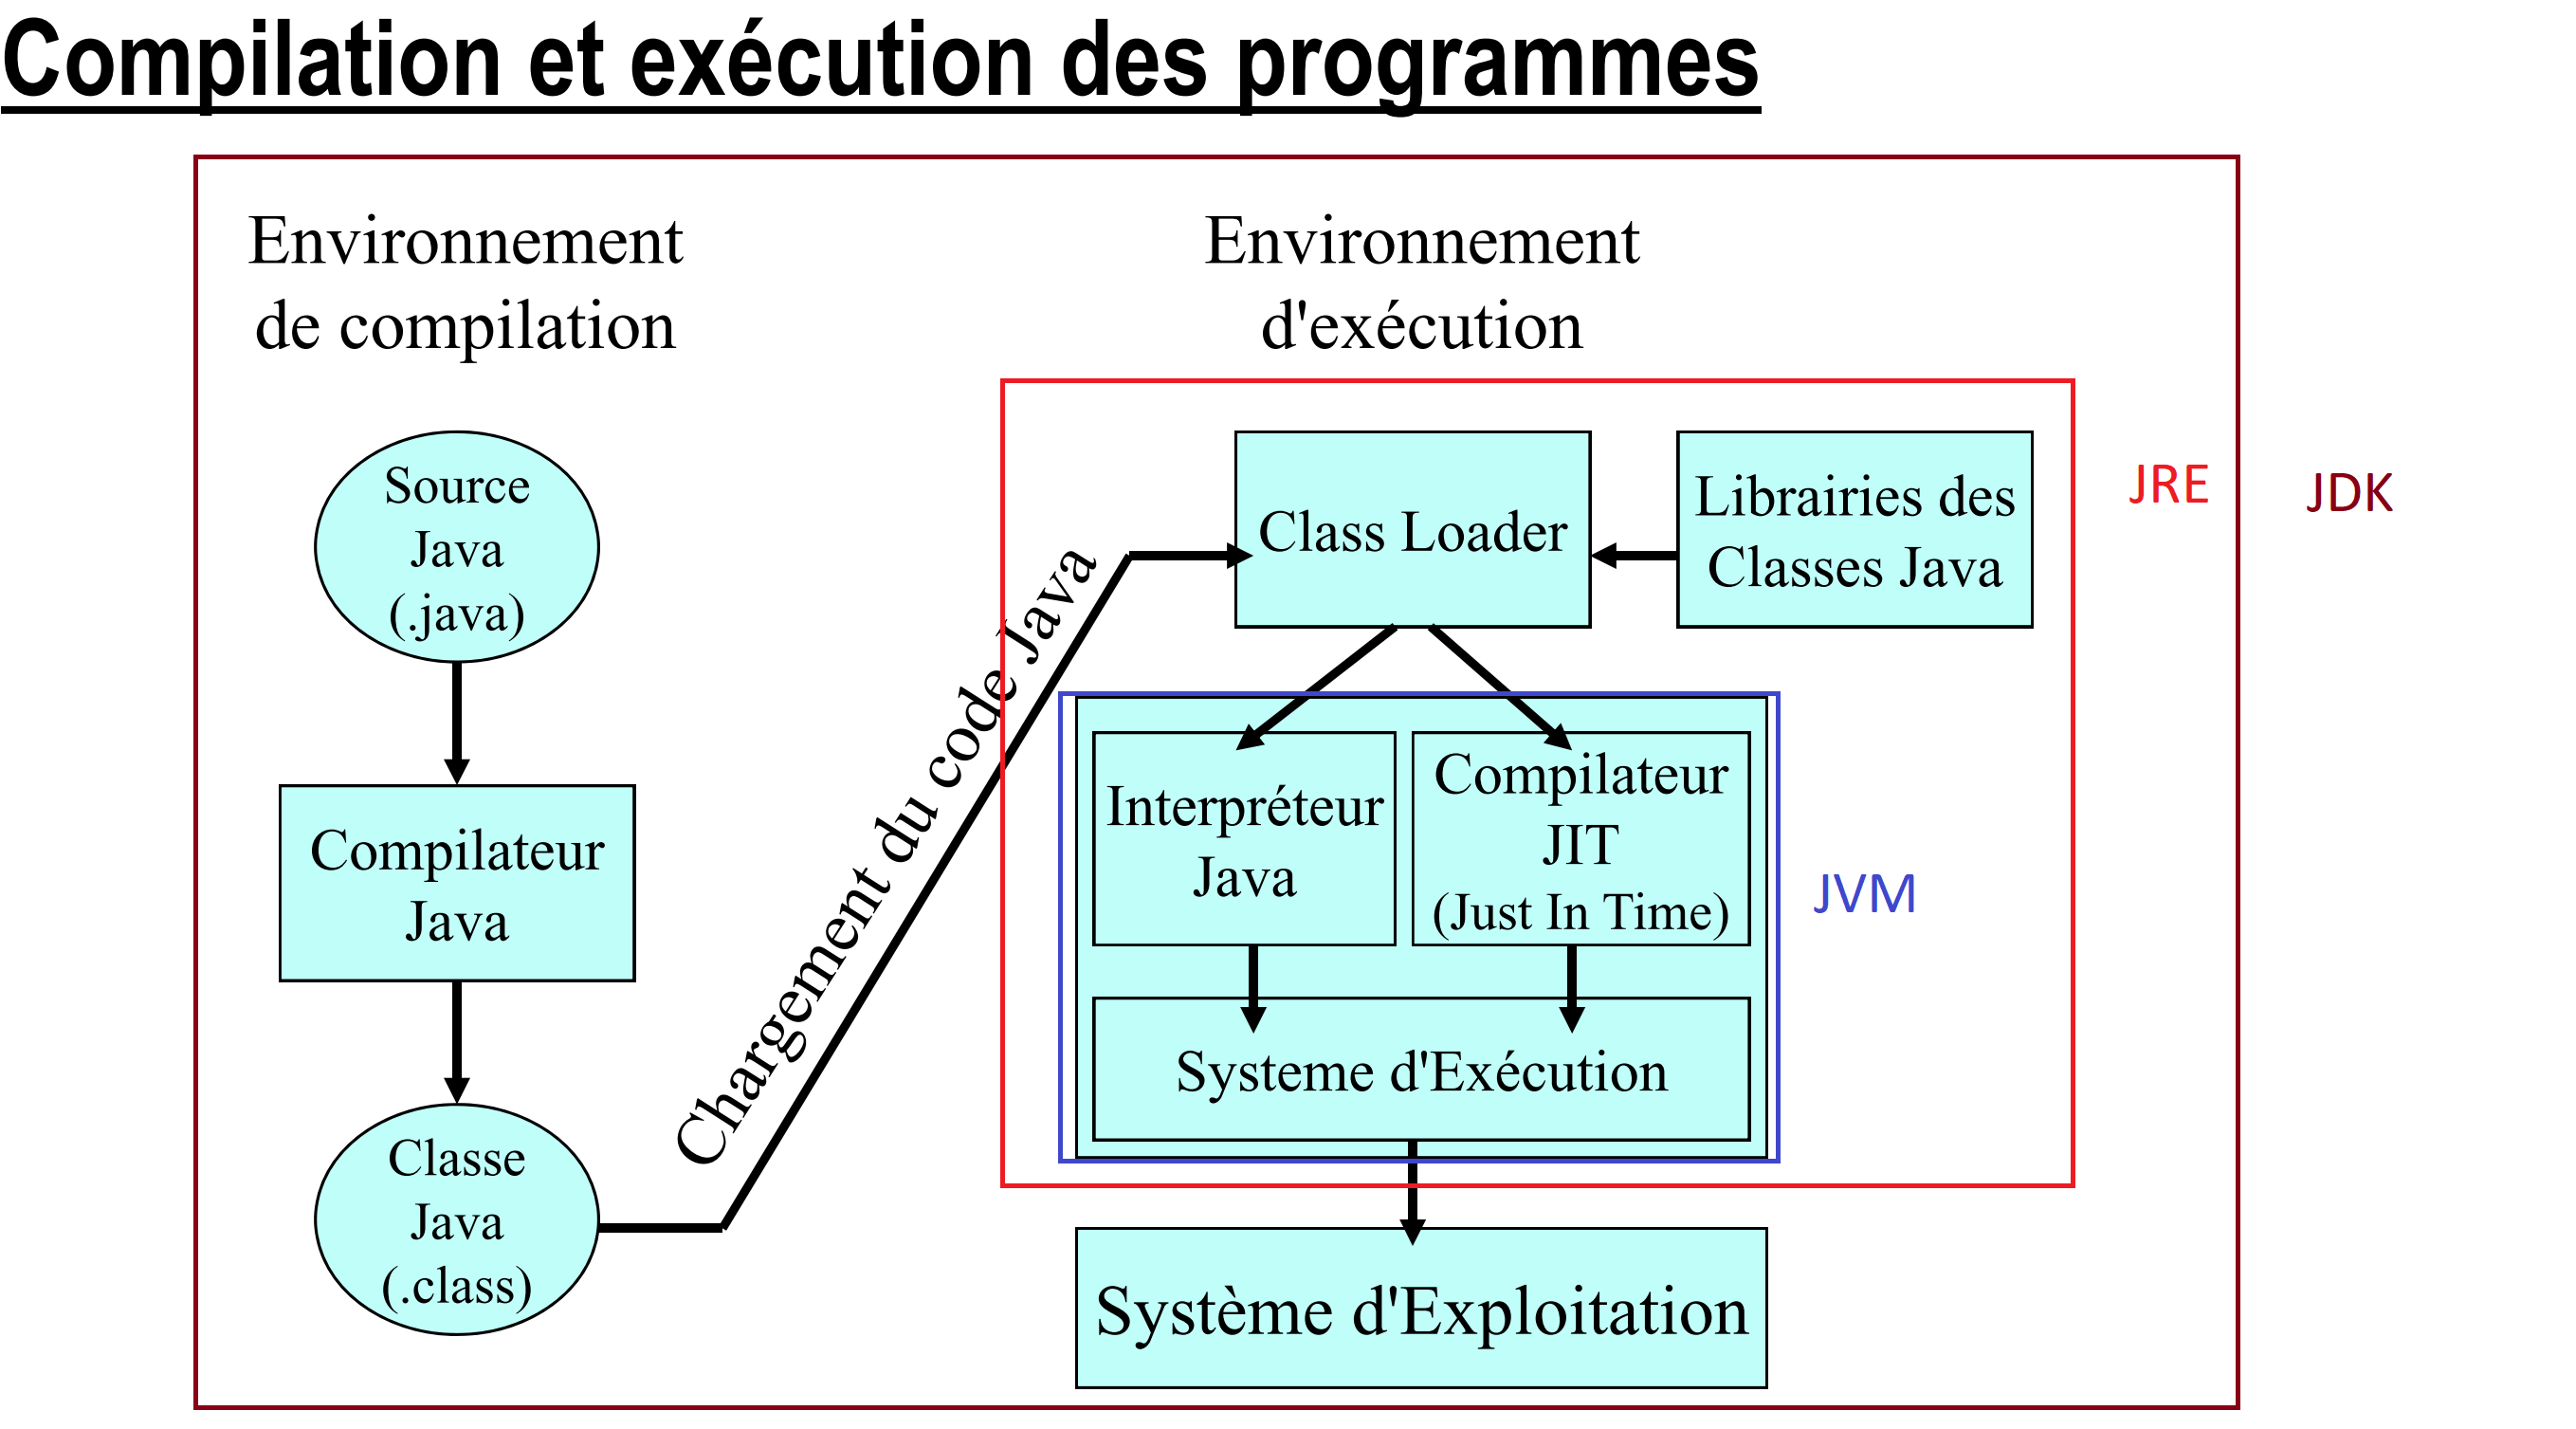 Compilation et exécution des programmes
Environnement
de compilation
Environnement
d'exécution
Source
Java
(.java)
Compilateur
Java
Classe
Java
(.class)
Chargement du code Java
Class Loader
Librairies des
Classes Java
JRE
JDK
Interpréteur
Java
Compilateur
JIT
(Just In Time)
JVM
Systeme d'Exécution
Système d'Exploitation